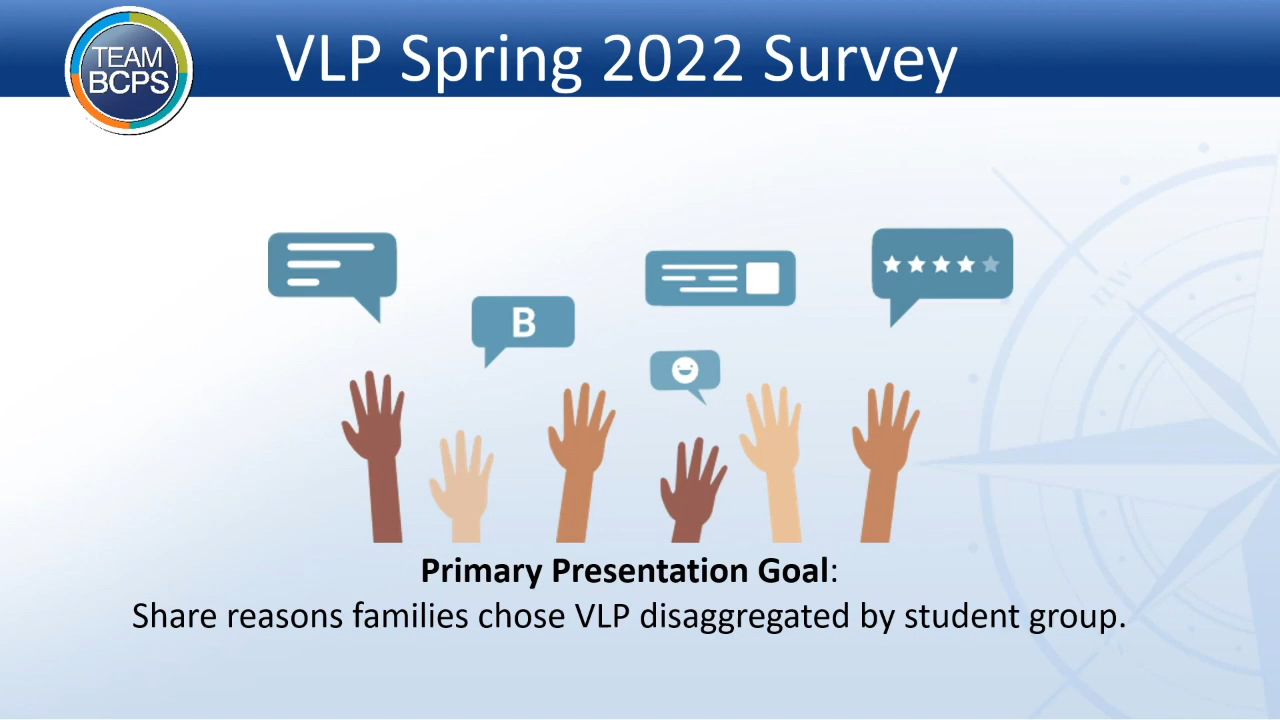 TEAM
BCPS
VLP Spring 2022 Survey
B
Primary Presentation Goal:
Share reasons families chose VLP disaggregated by student group.